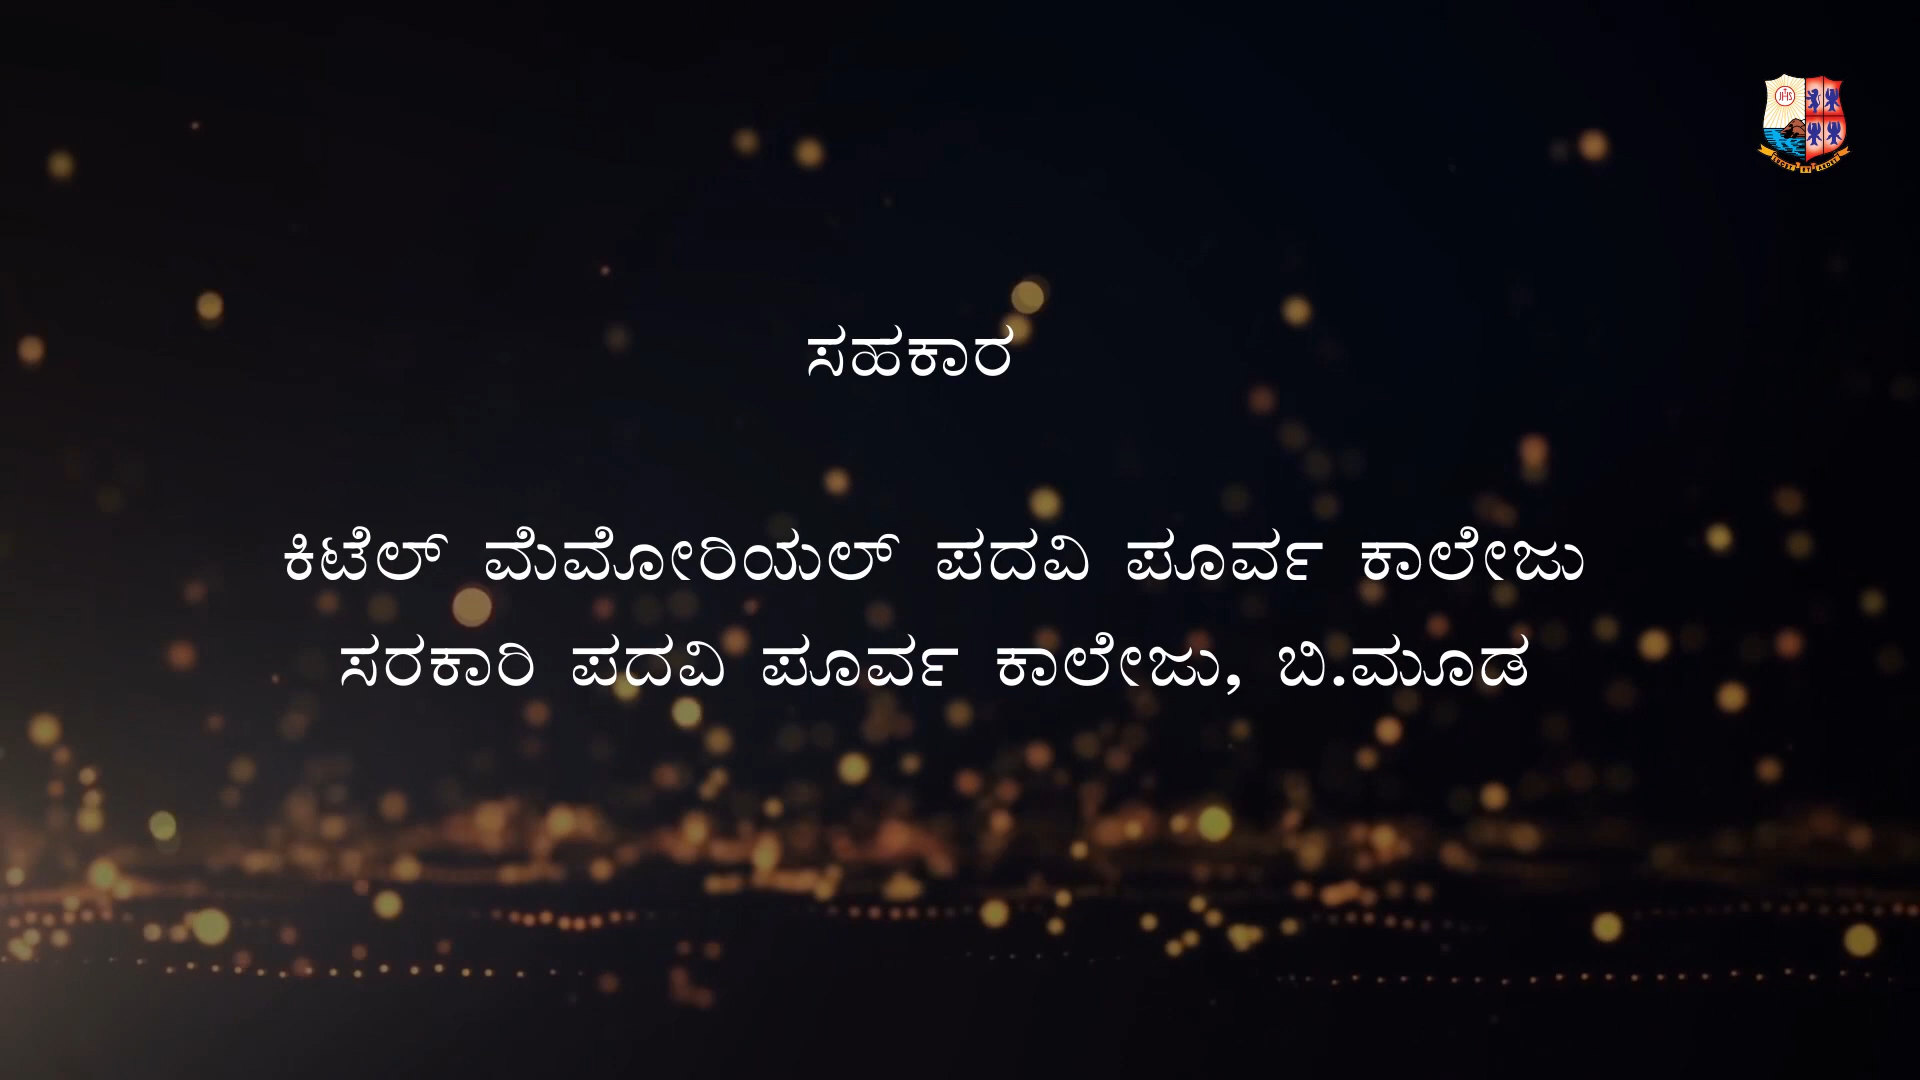 ಸಹಕಾರ
ಕಿಟೆಲ್ ಮೆಮೋರಿಯಲ್ ಪದವಿ ಪೂರ್ವ ಕಾಲೇಜು
ಸರಕಾರಿ ಪದವಿ ಪೂರ್ವ ಕಾಲೇಜು, ಬಿ.ಮೂಡ